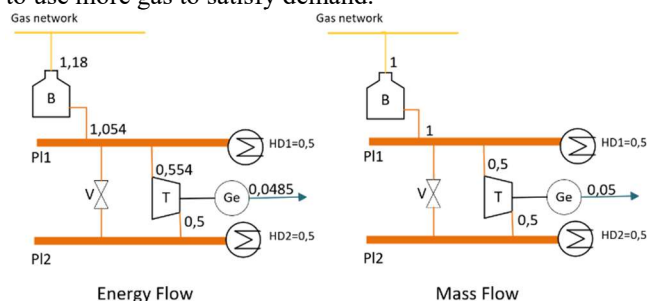 to use more gas to satisfy demand.
Gas network
1,18
B
1,054
HD1=0,5
Pl1
0,554
V
T
Ge
0,0485
0,5
HD2=0,5
Pl2
Energy Flow
Gas network
1
B
1
HD1=0,5
Pl1
0,5
V
T
Ge
0,05
0,5
HD2=0,5
Pl2
Mass Flow